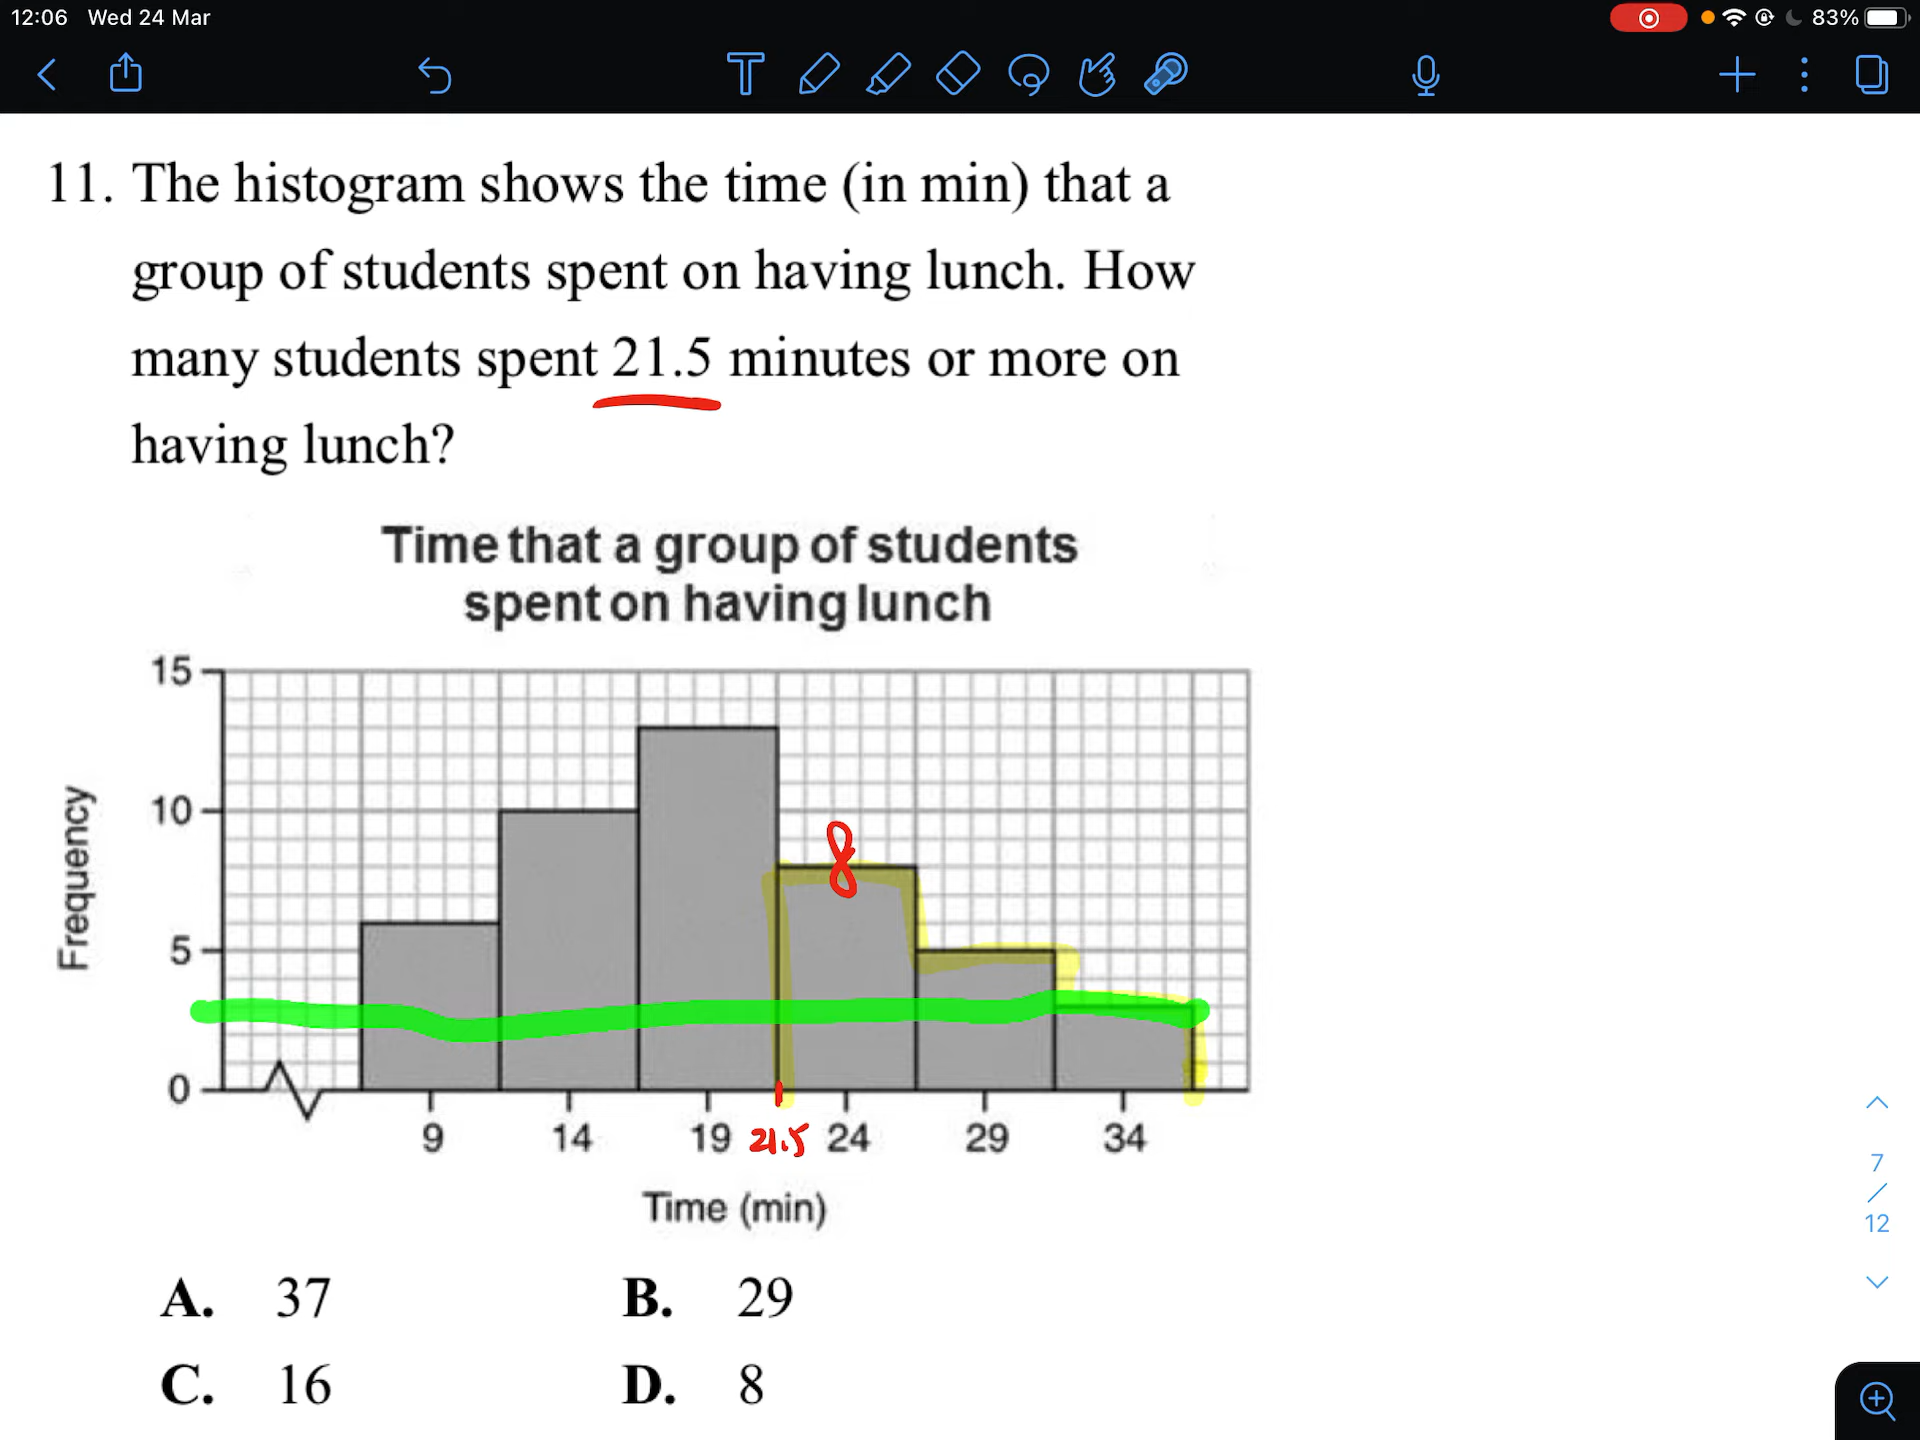 12:06 Wed 24 Mar
83%
11. The histogram shows the time (in min) that a
group of students spent on having lunch. How
many students spent 21.5 minutes or more on
having lunch?
Time that a group of students
spent on having lunch
15
10
5
0
Frequency
8
9 14 19 21.5 24 29 34
Time (min)
A. 37 B. 29
C. 16 D. 8
7
/
12